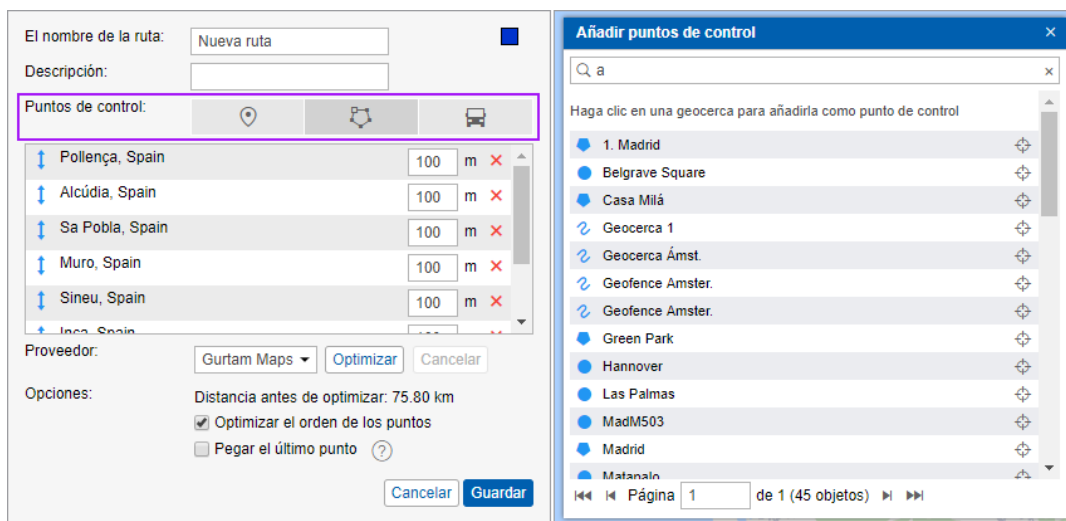 El nombre de la ruta: Nueva ruta
Descripción:
Puntos de control:
Pollença, Spain 100 m
Alcúdia, Spain 100 m
Sa Pobla, Spain 100 m
Muro, Spain 100 m
Sineu, Spain 100 m
Inca, Spain 100 m
Proveedor: Gurtam Maps Optimizar Cancelar
Opciones: Distancia antes de optimizar: 75.80 km
Optimizar el orden de los puntos
Pegar el último punto ?
Cancelar Guardar
Añadir puntos de control
a
Haga clic en una geocerca para añadirla como punto de control
1. Madrid
Belgrave Square
Casa Milá
Geocerca 1
Geocerca Ámst.
Geofence Amster.
Geofence Amster.
Green Park
Hannover
Las Palmas
MadM503
Madrid
Matapalo
Página 1 de 1 (45 objetos)